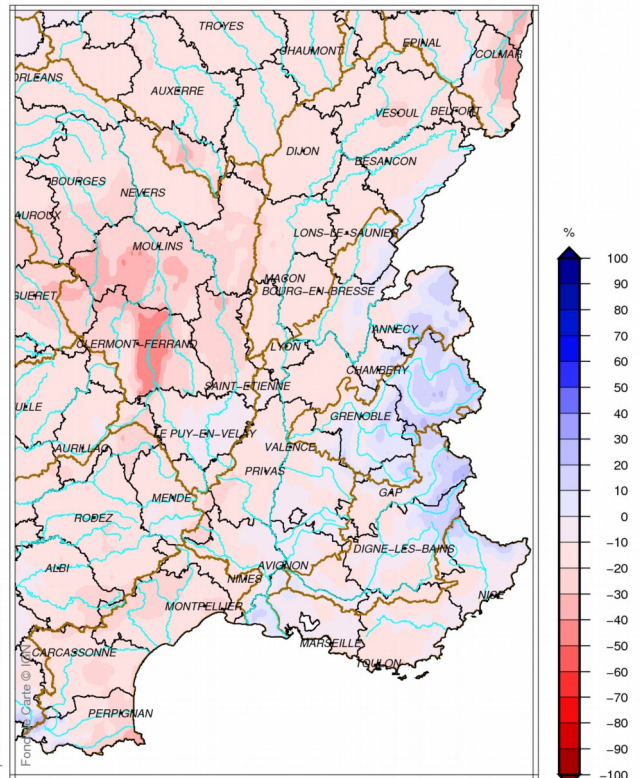 TROYES
CHAUMONT
EPINAL
COLMAR
ORLEANS
AUXERRE
VESOUL
BELFORT
DIJON
BESANCON
BOURGES
NEVERS
AUROUX
LONS-LE-SAUNIER
MOULINS
%
MACON
BOURG-EN-BRESSE
GUERET
ANNECY
CLERMONT-FERRAND
LYON
CHAMBERY
SAINT-ETIENNE
ULLE
GRENOBLE
LE PUY-EN-VELAY
VALENCE
AURILLAC
PRIVAS
MENDE
GAP
RODEZ
DIGNE-LES-BAINS
ALBI
AVIGNON
NIMES
NICE
MONTPELLIER
MARSEILLE
CARCASSONNE
TOULON
PERPIGNAN
Fond de Carte © IGN
100
90
80
70
60
50
40
30
20
10
0
-10
-20
-30
-40
-50
-60
-70
-80
-90
-100